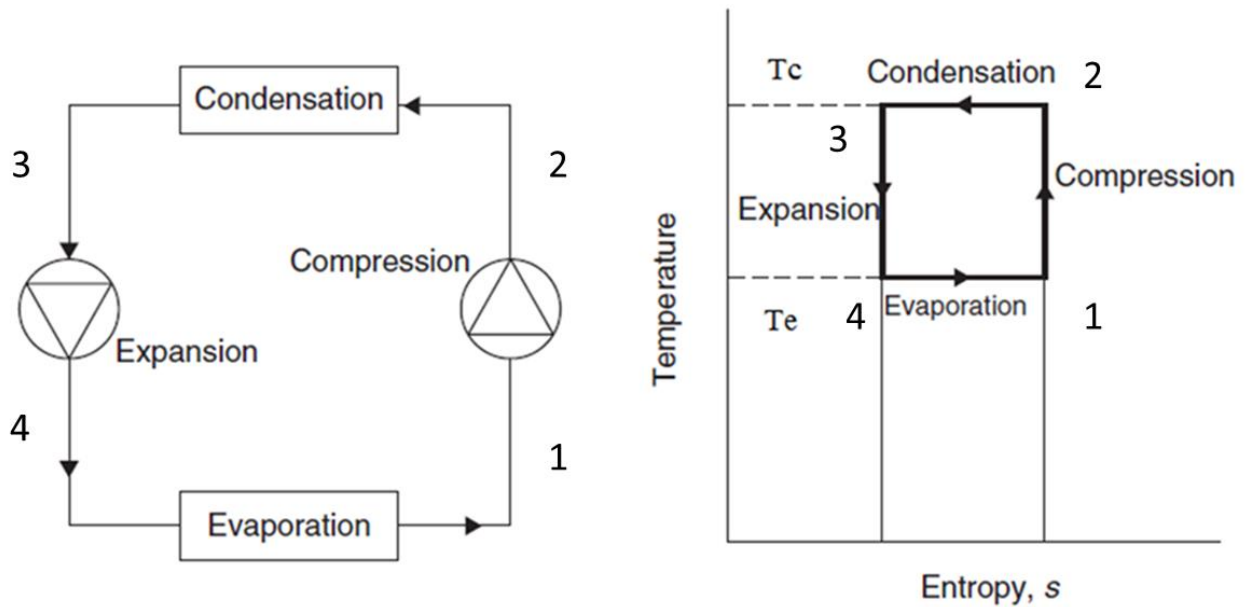 Condensation
3
2
Compression
Expansion
4
1
Evaporation
Tc
Condensation
2
3
Compression
Expansion
Temperature
Te
4
Evaporation
1
Entropy, s